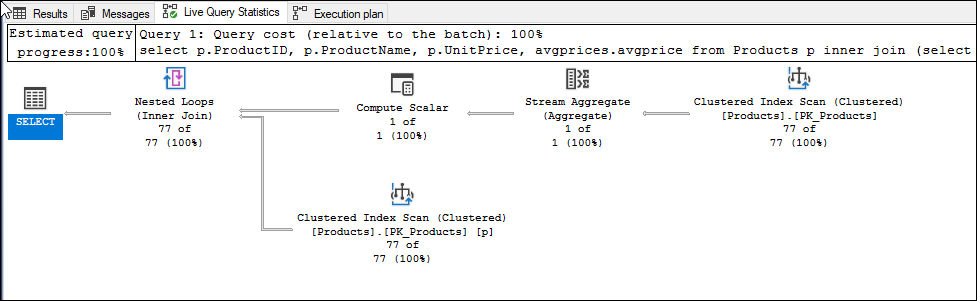 Results Messages Live Query Statistics Execution plan
Estimated query
progress:100%
Query 1: Query cost (relative to the batch): 100%
select p.ProductID, p.ProductName, p.UnitPrice, avgprices.avgprice from Products p inner join (select
SELECT
Nested Loops
(Inner Join)
77 of
77 (100%)
Compute Scalar
1 of
1 (100%)
Stream Aggregate
(Aggregate)
1 of
1 (100%)
Clustered Index Scan (Clustered)
[Products].[PK_Products]
77 of
77 (100%)
Clustered Index Scan (Clustered)
[Products].[PK_Products] [p]
77 of
77 (100%)